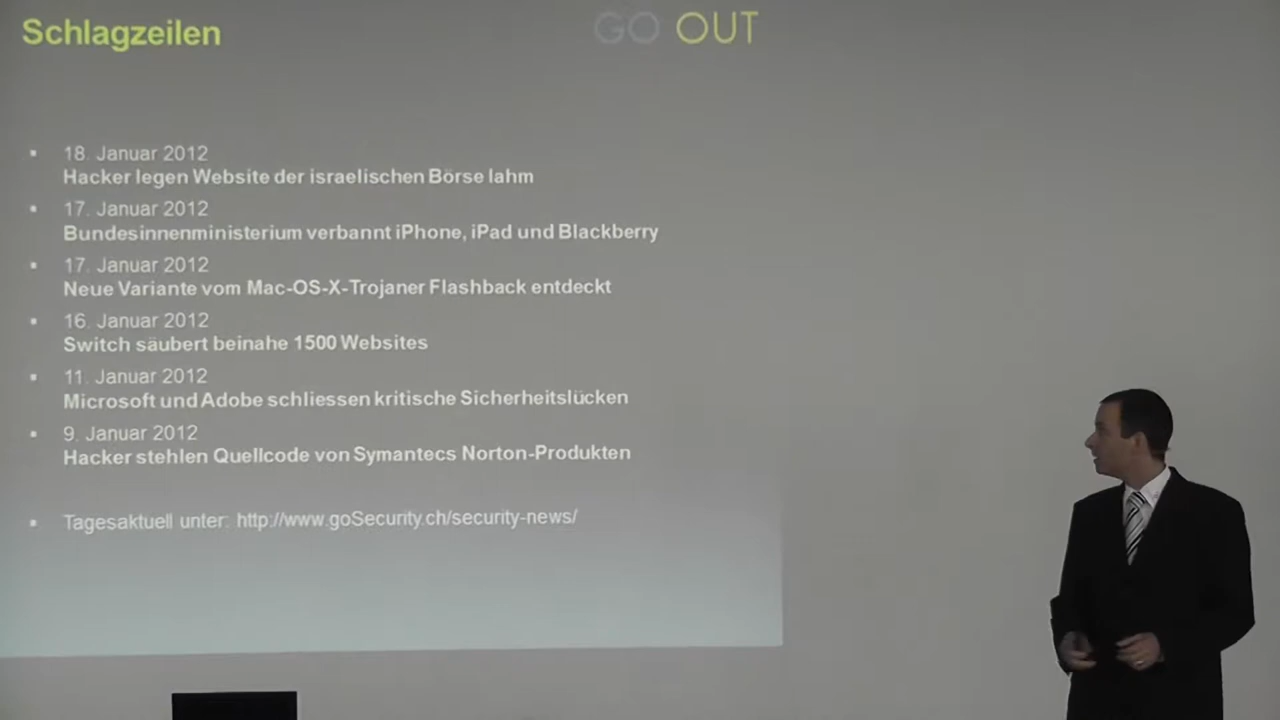 Schlagzeilen
GO OUT
18. Januar 2012
Hacker legen Website der israelischen Börse lahm
17. Januar 2012
Bundesinnenministerium verbannt iPhone, iPad und Blackberry
17. Januar 2012
Neue Variante vom Mac-OS-X-Trojaner Flashback entdeckt
16. Januar 2012
Switch säubert beinahe 1500 Websites
11. Januar 2012
Microsoft und Adobe schliessen kritische Sicherheitslücken
9. Januar 2012
Hacker stehlen Quellcode von Symantecs Norton-Produkten
Tagesaktuell unter: http://www.goSecurity.ch/security-news/